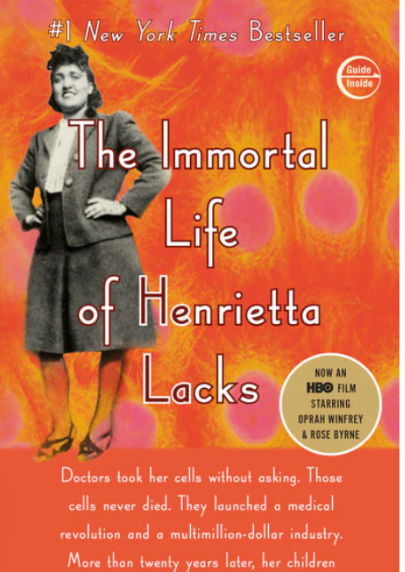 #1 New York Times Bestseller
Guide
Inside
The Immortal
Life
of Henrietta
Lacks
NOW AN
HBO FILM
STARRING
OPRAH WINFREY
& ROSE BYRNE
Doctors took her cells without asking. Those
cells never died. They launched a medical
revolution and a multimillion-dollar industry.
More than twenty years later, her children